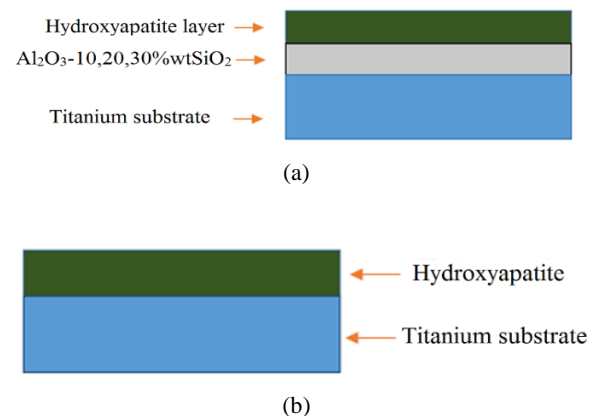 Hydroxyapatite layer
Al₂O₃-10,20,30%wtSiO₂
Titanium substrate
(a)
Hydroxyapatite
Titanium substrate
(b)